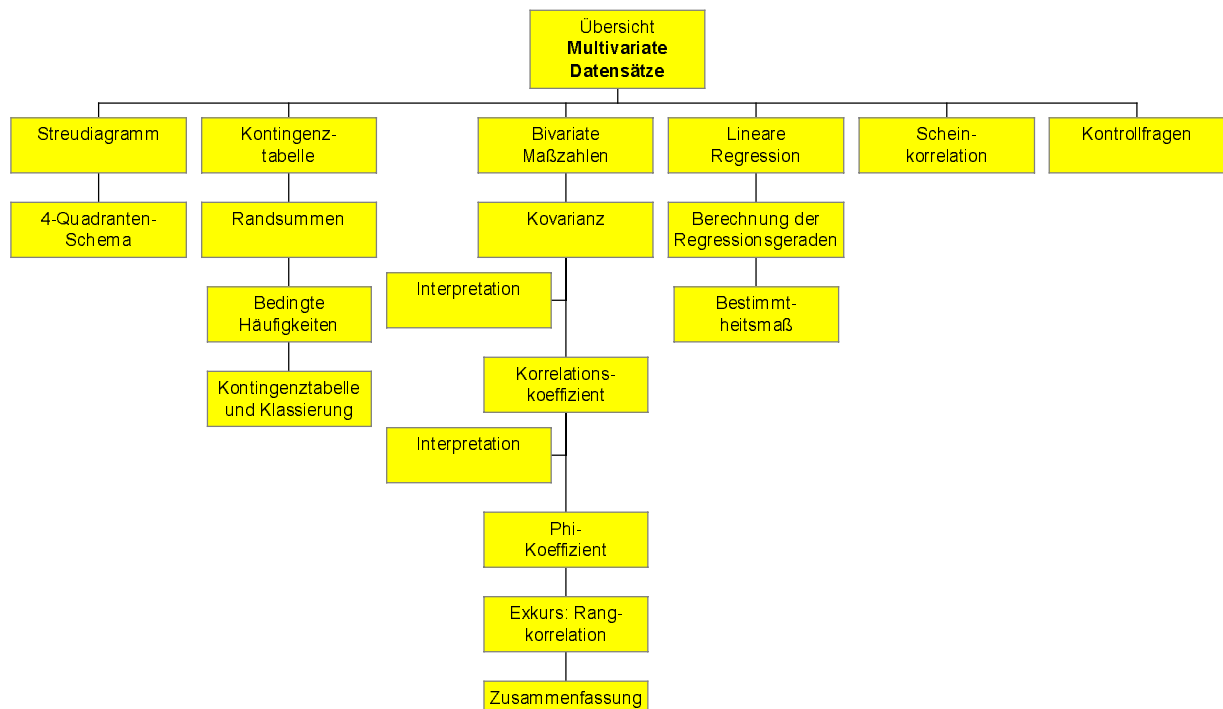 Übersicht
Multivariate
Datensätze
Streudiagramm
Kontingenz-
tabelle
Bivariate
Maßzahlen
Lineare
Regression
Schein-
korrelation
Kontrollfragen
4-Quadranten-
Schema
Randsummen
Kovarianz
Berechnung der
Regressionsgeraden
Interpretation
Bedingte
Häufigkeiten
Bestimmt-
heitsmaß
Korrelations-
koeffizient
Kontingenztabelle
und Klassierung
Interpretation
Phi-
Koeffizient
Exkurs: Rang-
korrelation
Zusammenfassung